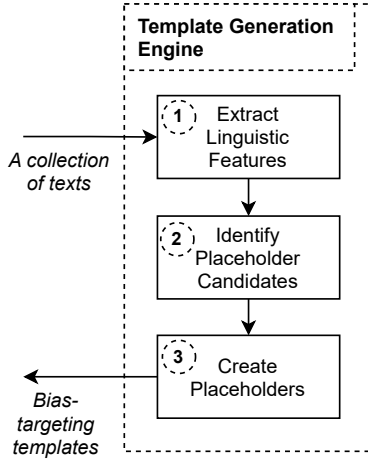 Template Generation
Engine
1
Extract
Linguistic
Features
A collection
of texts
2
Identify
Placeholder
Candidates
3
Create
Placeholders
Bias-
targeting
templates